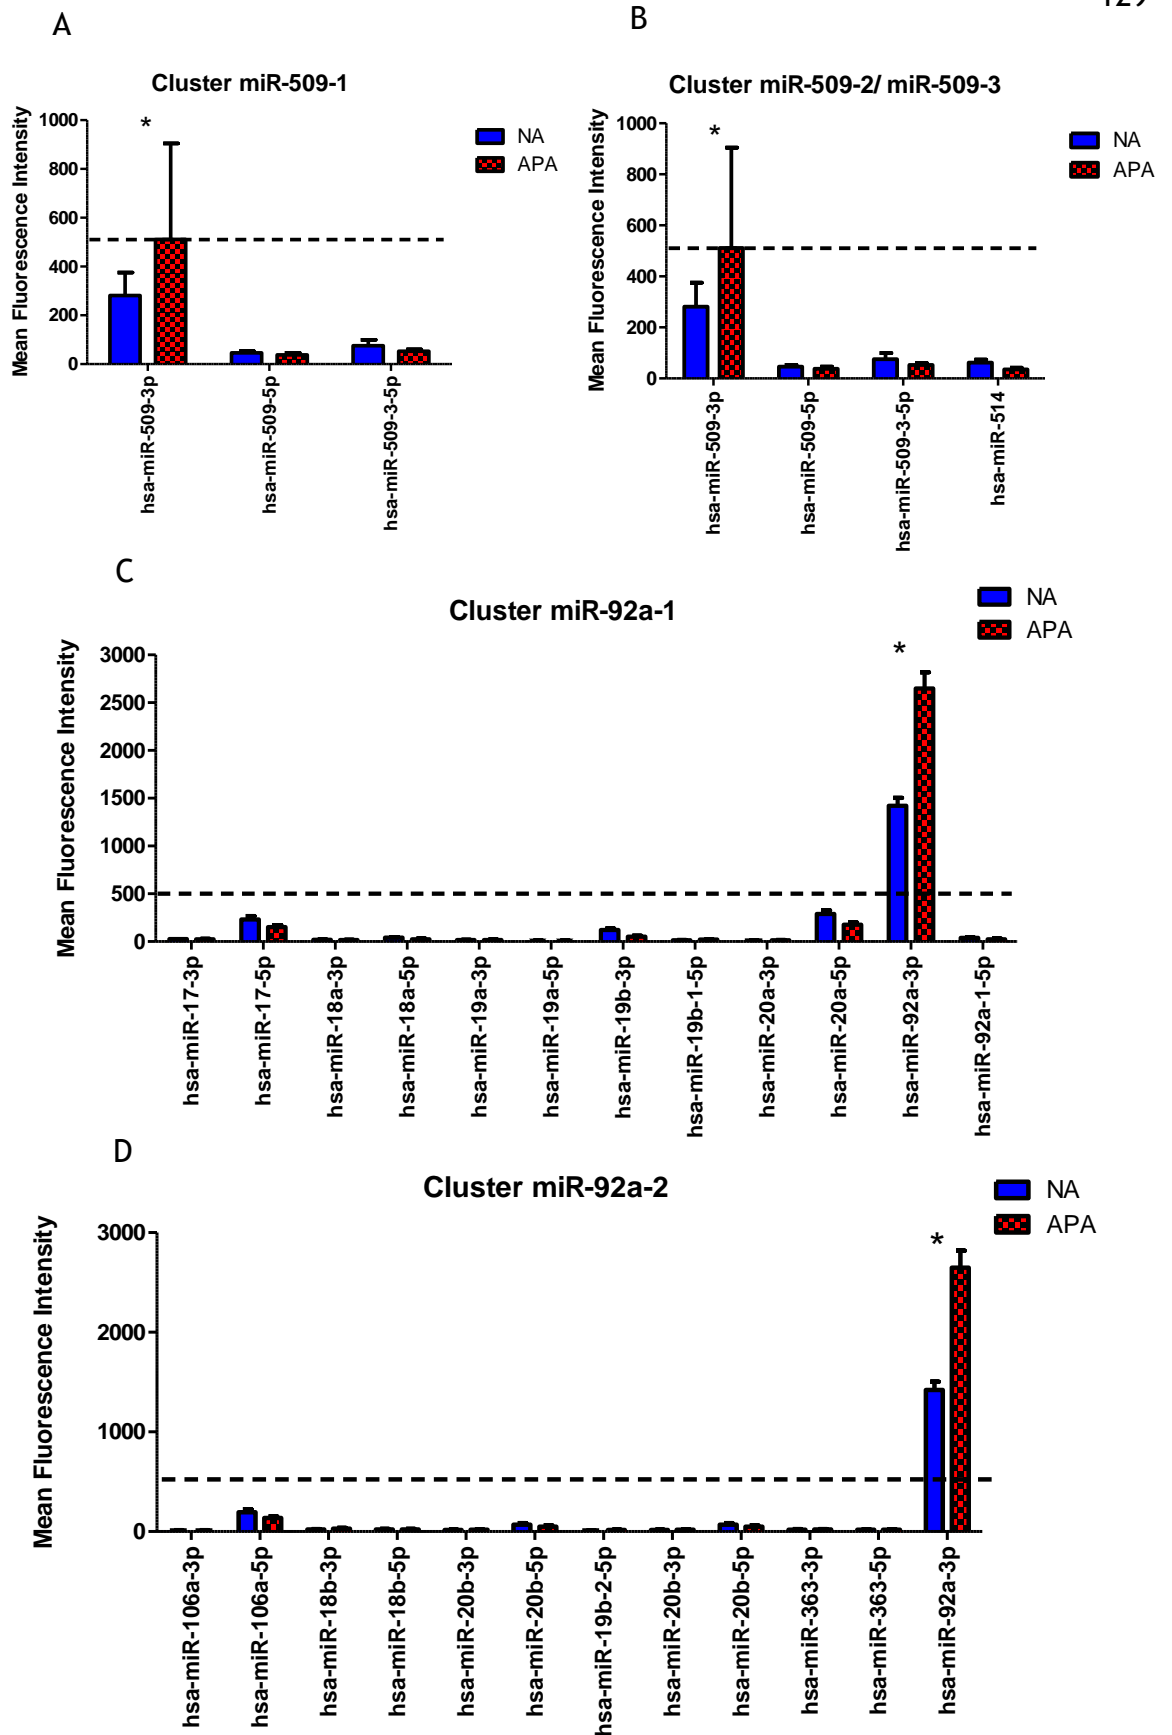 A
B
Cluster miR-509-1
Mean Fluorescence Intensity
1000
800
600
400
200
0
*
NA
APA
hsa-miR-509-3p
hsa-miR-509-5p
hsa-miR-509-3-5p
Cluster miR-509-2/ miR-509-3
Mean Fluorescence Intensity
1000
800
600
400
200
0
*
NA
APA
hsa-miR-509-3p
hsa-miR-509-5p
hsa-miR-509-3-5p
hsa-miR-514
C
Cluster miR-92a-1
NA
APA
Mean Fluorescence Intensity
3000
2500
2000
1500
1000
500
0
*
hsa-miR-17-3p
hsa-miR-17-5p
hsa-miR-18a-3p
hsa-miR-18a-5p
hsa-miR-19a-3p
hsa-miR-19a-5p
hsa-miR-19b-3p
hsa-miR-19b-1-5p
hsa-miR-20a-3p
hsa-miR-20a-5p
hsa-miR-92a-3p
hsa-miR-92a-1-5p
D
Cluster miR-92a-2
NA
APA
Mean Fluorescence Intensity
3000
2000
1000
0
*
hsa-miR-106a-3p
hsa-miR-106a-5p
hsa-miR-18b-3p
hsa-miR-18b-5p
hsa-miR-20b-3p
hsa-miR-20b-5p
hsa-miR-19b-2-5p
hsa-miR-20b-3p
hsa-miR-20b-5p
hsa-miR-363-3p
hsa-miR-363-5p
hsa-miR-92a-3p